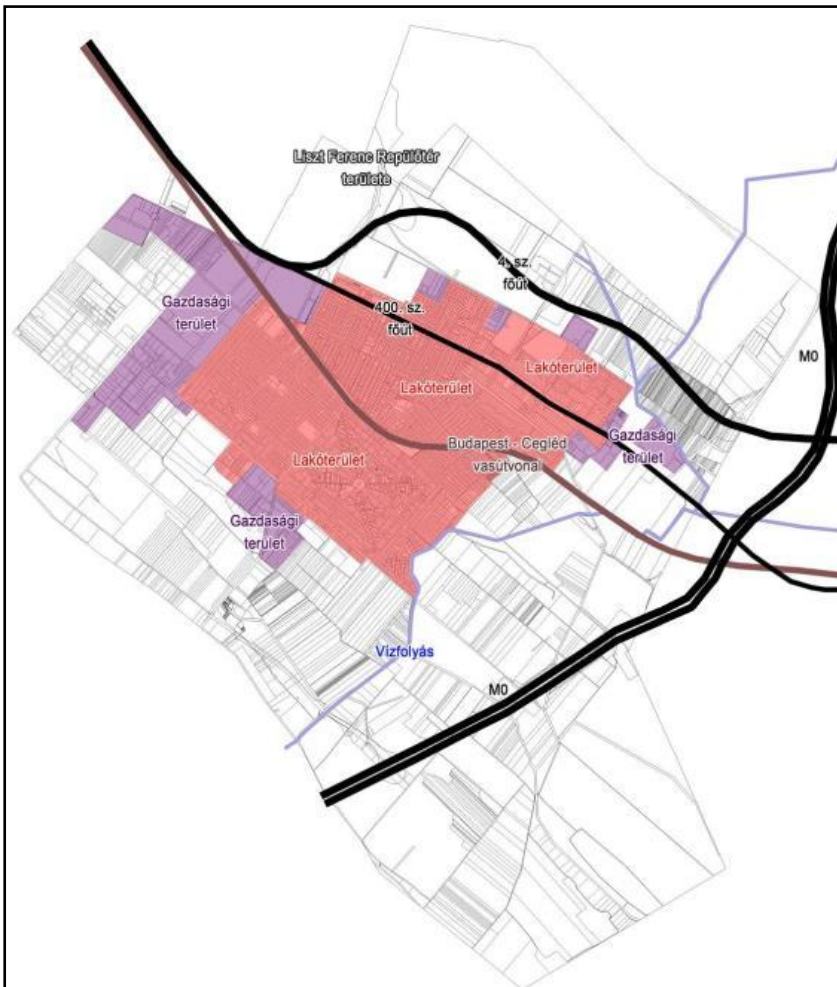 Liszt Ferenc Repülőtér
területe
4. sz.
főút
Gazdasági
terület
400. sz.
főút
M0
Lakóterület
Lakóterület
Gazdasági
terület
Budapest - Cegléd
vasútvonal
Lakóterület
Gazdasági
terület
Vízfolyás
M0